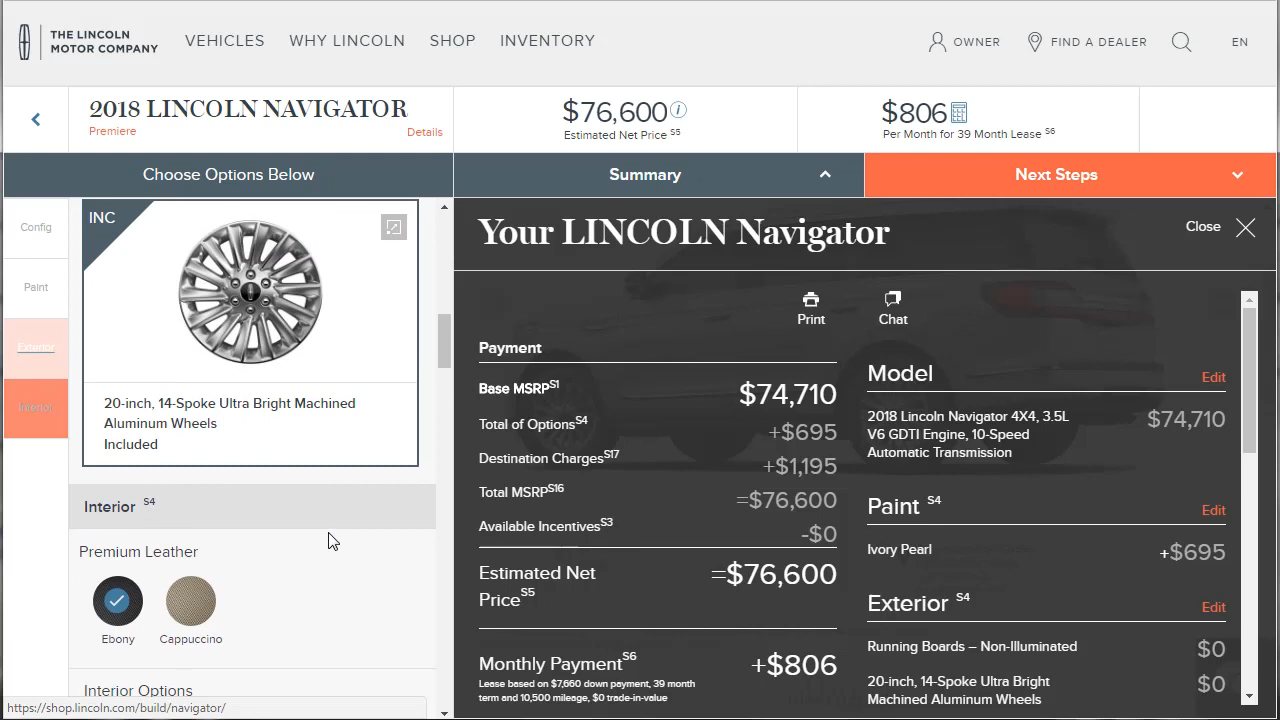 THE LINCOLN
MOTOR COMPANY
VEHICLES
WHY LINCOLN
SHOP
INVENTORY
OWNER
FIND A DEALER
EN
2018 LINCOLN NAVIGATOR
Premiere
Details
$76,600
Estimated Net Price S5
$806
Per Month for 39 Month Lease S6
Choose Options Below
Summary
Next Steps
Config
Paint
Exterior
Interior
INC
20-inch, 14-Spoke Ultra Bright Machined
Aluminum Wheels
Included
Interior S4
Premium Leather
Ebony
Cappuccino
Interior Options
https://shop.lincoln.com/build/navigator/
Your LINCOLN Navigator
Close
Print
Chat
Payment
Base MSRP S1 $74,710
Total of Options S4 +$695
Destination Charges S17 +$1,195
Total MSRP S16 =$76,600
Available Incentives S3 -$0
Estimated Net
Price S5 =$76,600
Monthly Payment S6 +$806
Lease based on $7,660 down payment, 39 month
term and 10,500 mileage, $0 trade-in-value
Model
Edit
2018 Lincoln Navigator 4X4, 3.5L
V6 GDTI Engine, 10-Speed
Automatic Transmission
$74,710
Paint S4
Edit
Ivory Pearl
+$695
Exterior S4
Edit
Running Boards – Non-Illuminated
$0
20-inch, 14-Spoke Ultra Bright
Machined Aluminum Wheels
$0